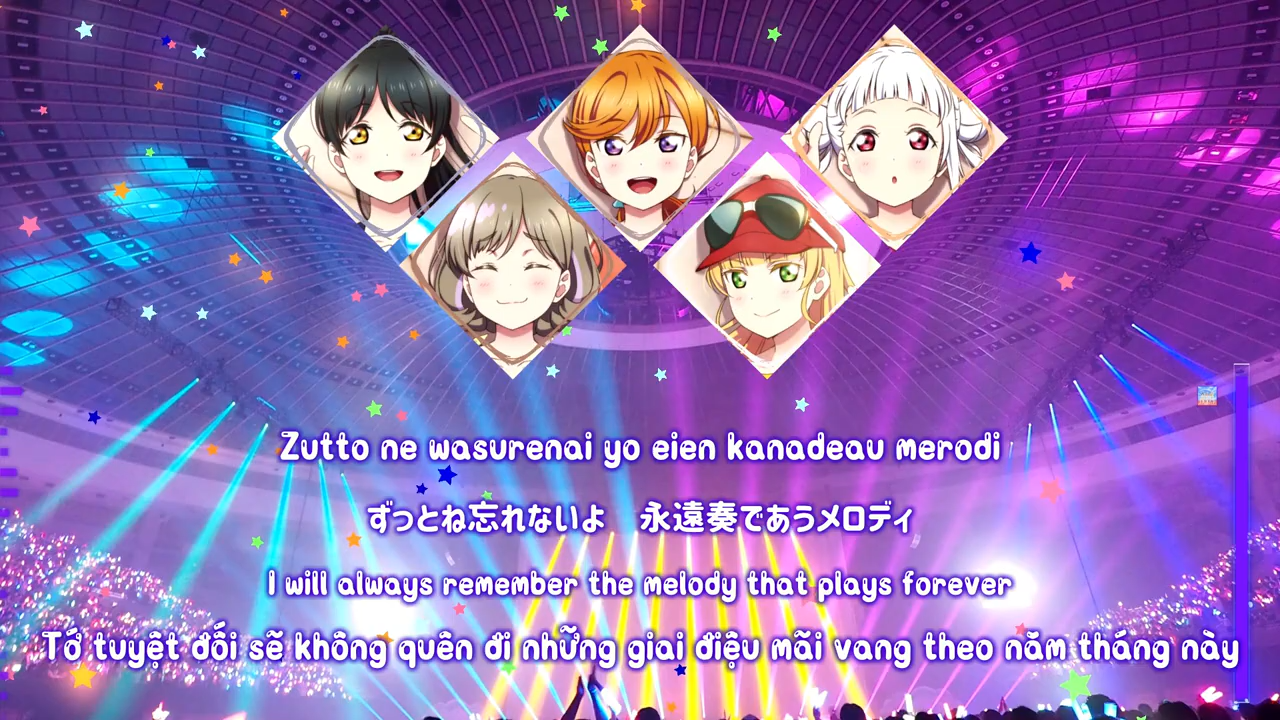 Zutto ne wasurenai yo eien kanadeau merodi
ずっとね忘れないよ　永遠奏であうメロディ
I will always remember the melody that plays forever
Tớ tuyệt đối sẽ không quên đi những giai điệu mãi vang theo năm tháng này